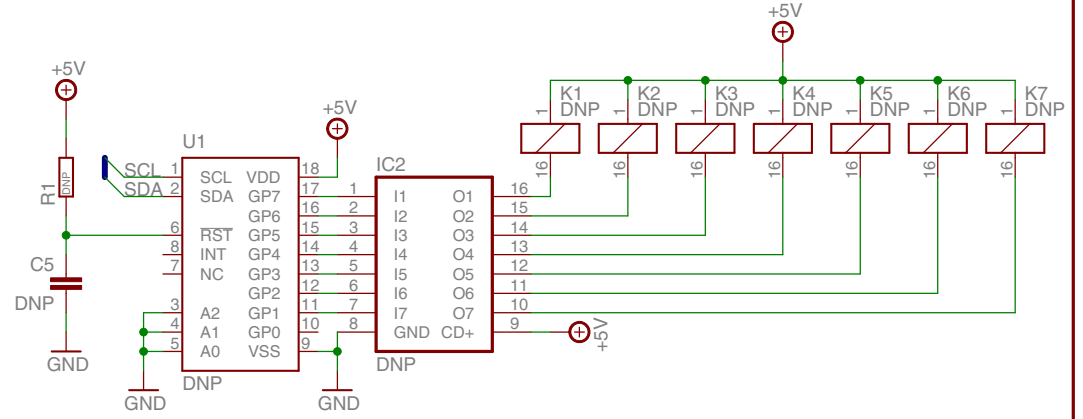 +5V
+5V
+5V
K1
DNP
K2
DNP
K3
DNP
K4
DNP
K5
DNP
K6
DNP
K7
DNP
1
1
1
1
1
1
1
16
16
16
16
16
16
16
R1
DNP
C5
DNP
GND
U1
SCL 1 SCL VDD 18
SDA 2 SDA GP7 17
GP6 16
6 RST GP5 15
8 INT GP4 14
7 NC GP3 13
GP2 12
3 A2 GP1 11
4 A1 GP0 10
5 A0 VSS 9
DNP
GND
GND
IC2
1 I1 O1 16
2 I2 O2 15
3 I3 O3 14
4 I4 O4 13
5 I5 O5 12
6 I6 O6 11
7 I7 O7 10
8 GND CD+ 9
+5V
DNP